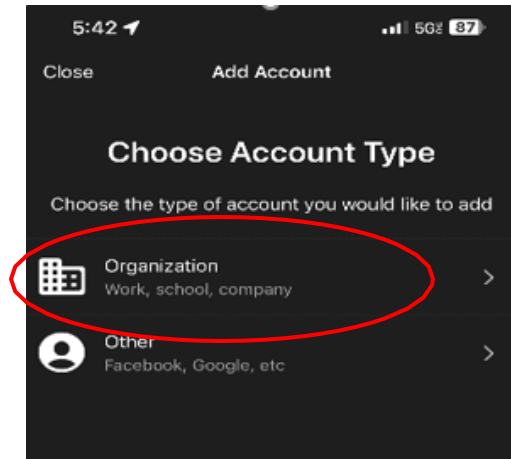 5:42
5G 87
Close
Add Account
Choose Account Type
Choose the type of account you would like to add
Organization
Work, school, company
Other
Facebook, Google, etc